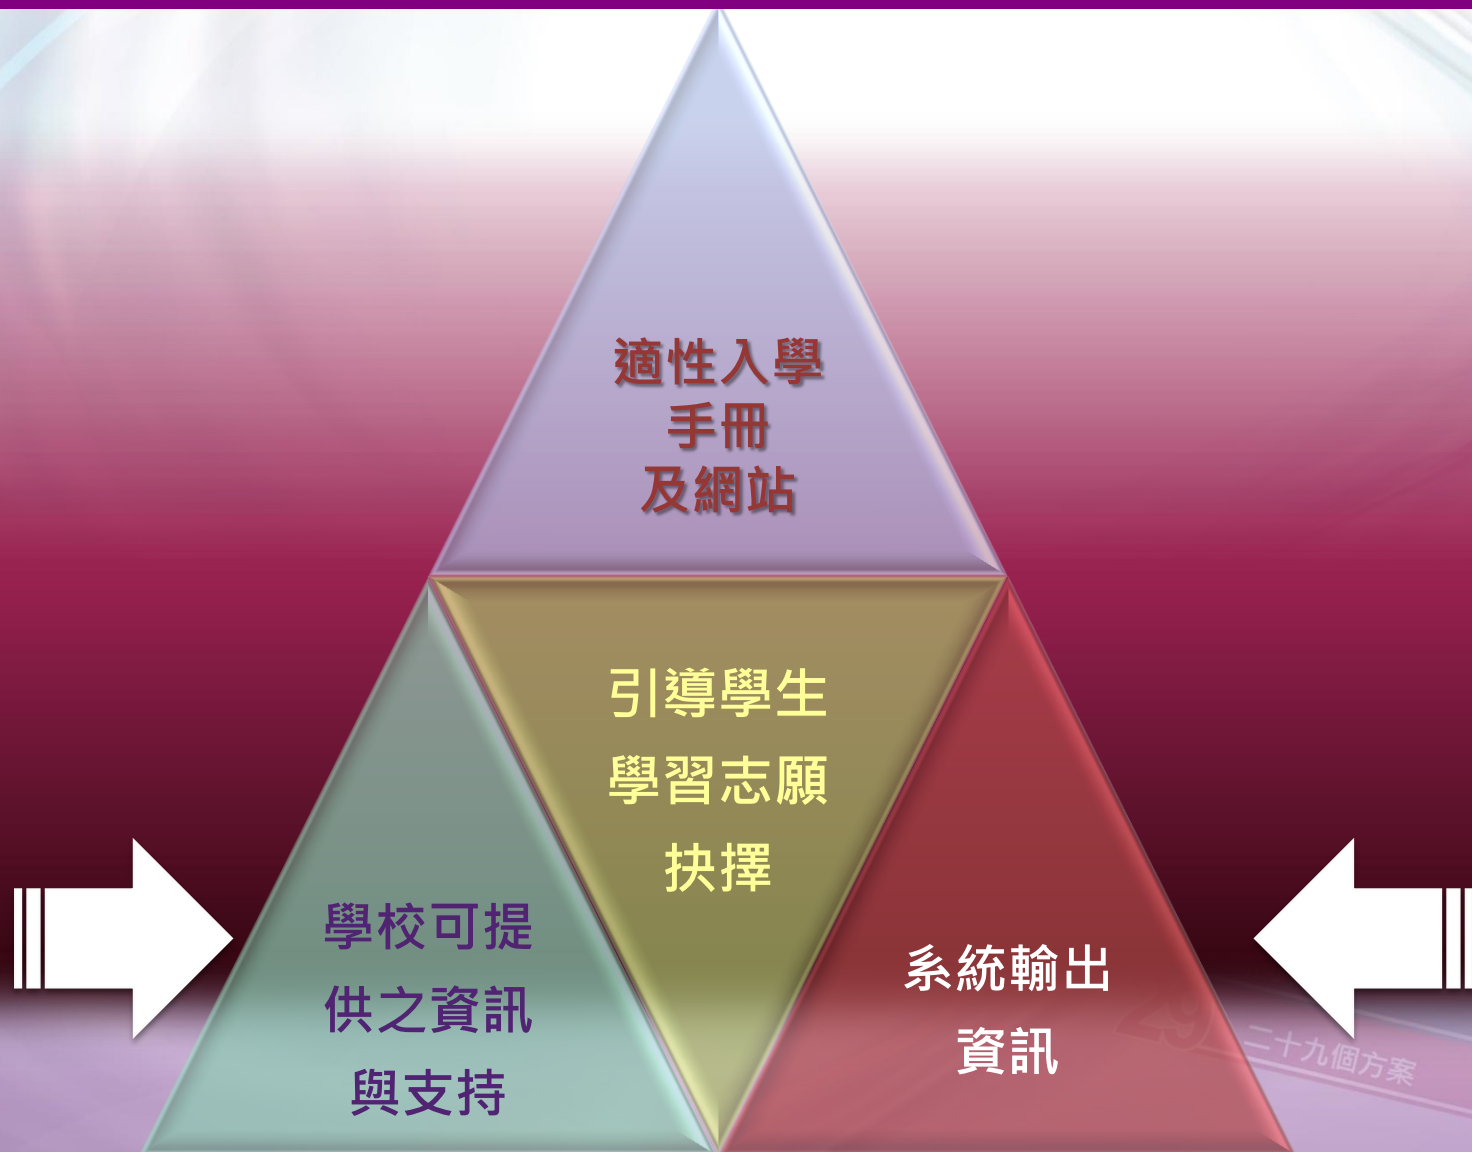 適性入學
手冊
及網站
引導學生
學習志願
抉擇
學校可提
供之資訊
與支持
系統輸出
資訊
29
二十九個方案